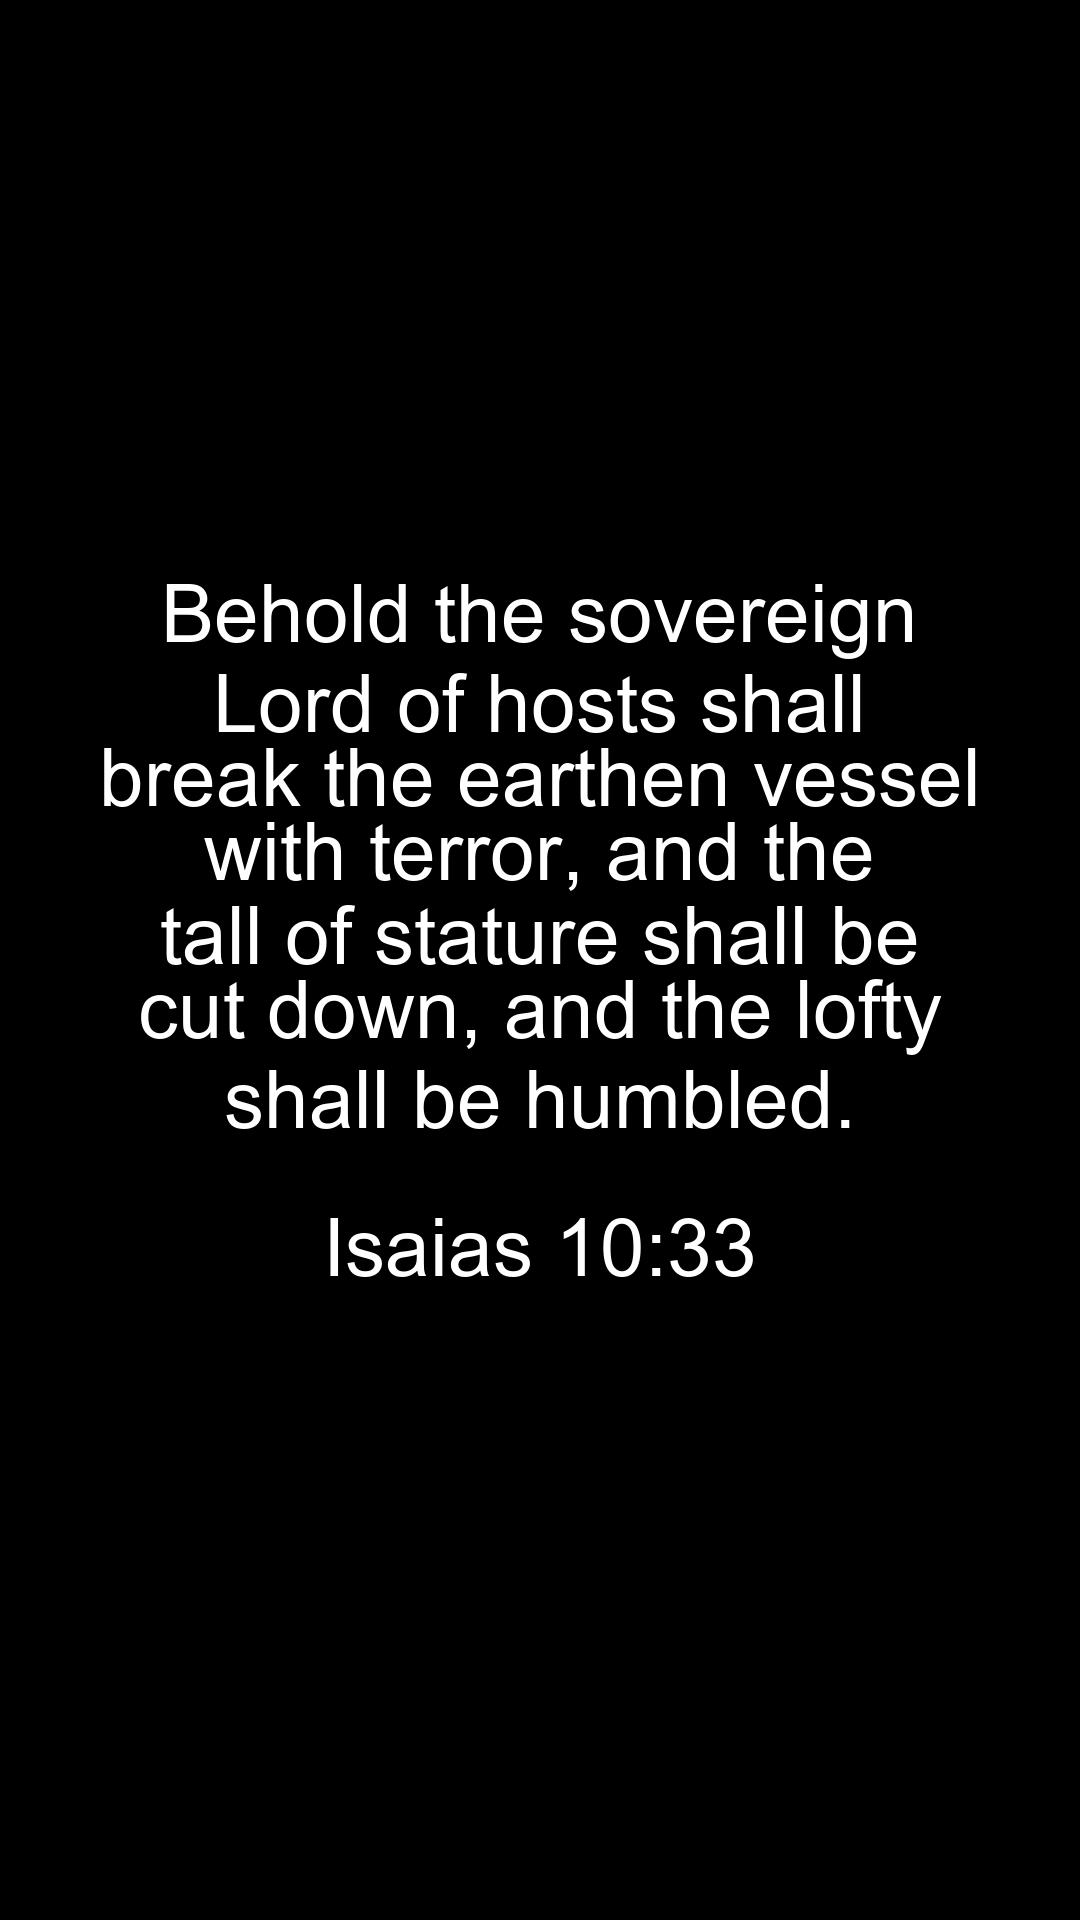 Behold the sovereign
Lord of hosts shall
break the earthen vessel
with terror, and the
tall of stature shall be
cut down, and the lofty
shall be humbled.
Isaias 10:33